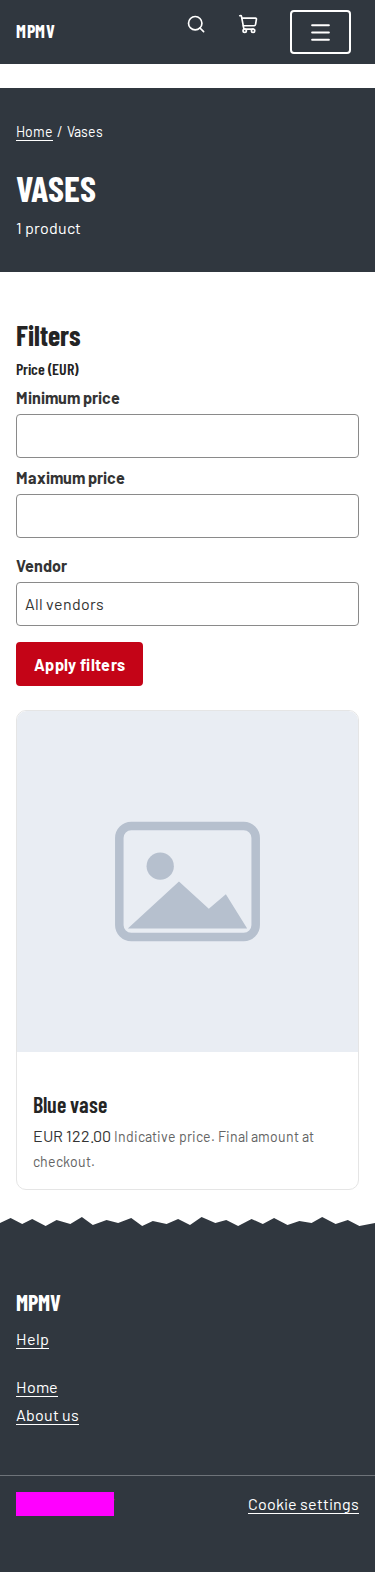 MPMV
Home / Vases
VASES
1 product
Filters
Price (EUR)
Minimum price
Maximum price
Vendor
All vendors
Apply filters
Blue vase
EUR 122.00 Indicative price. Final amount at
checkout.
MPMV
Help
Home
About us
Cookie settings